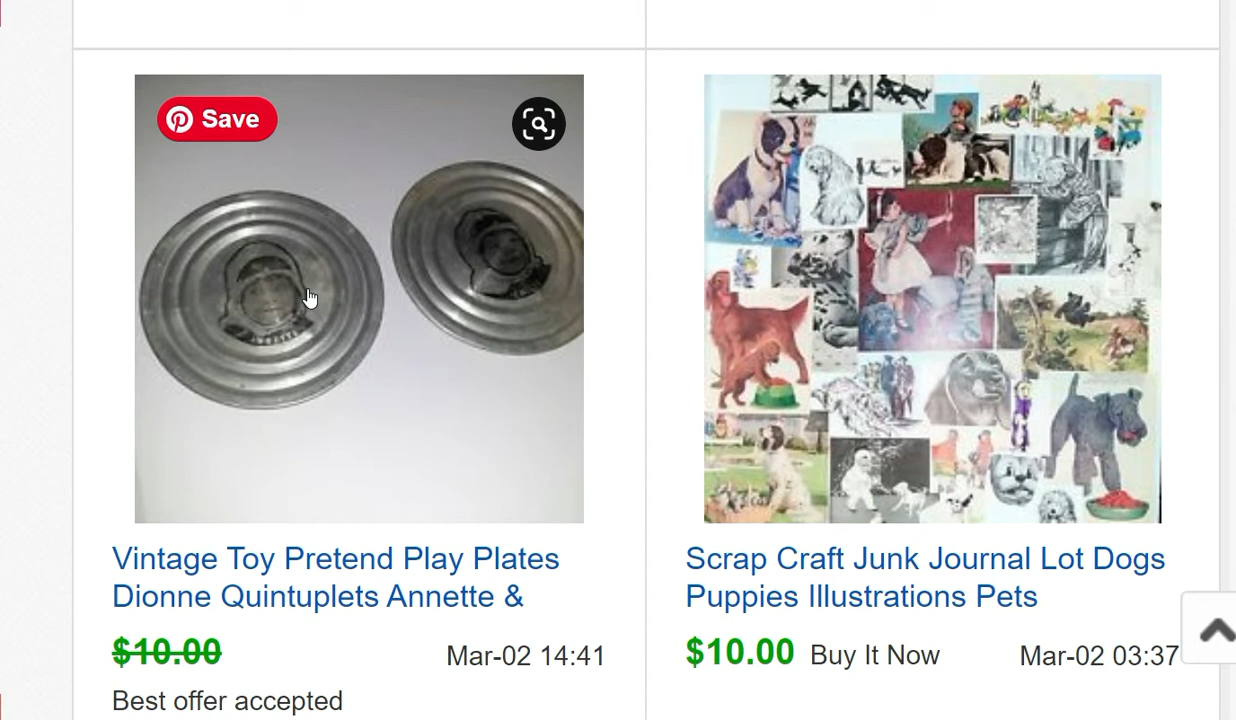 Save
Vintage Toy Pretend Play Plates
Dionne Quintuplets Annette &
$10.00
Mar-02 14:41
Best offer accepted
Scrap Craft Junk Journal Lot Dogs
Puppies Illustrations Pets
$10.00 Buy It Now
Mar-02 03:37